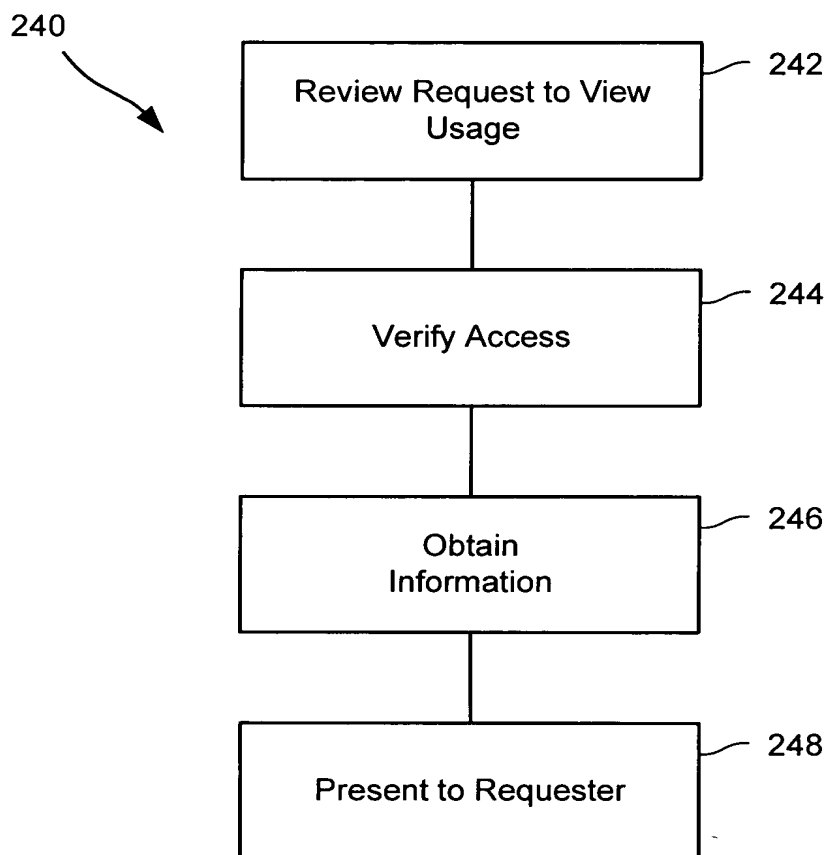 240
Review Request to View
Usage
242
Verify Access
244
Obtain
Information
246
Present to Requester
248